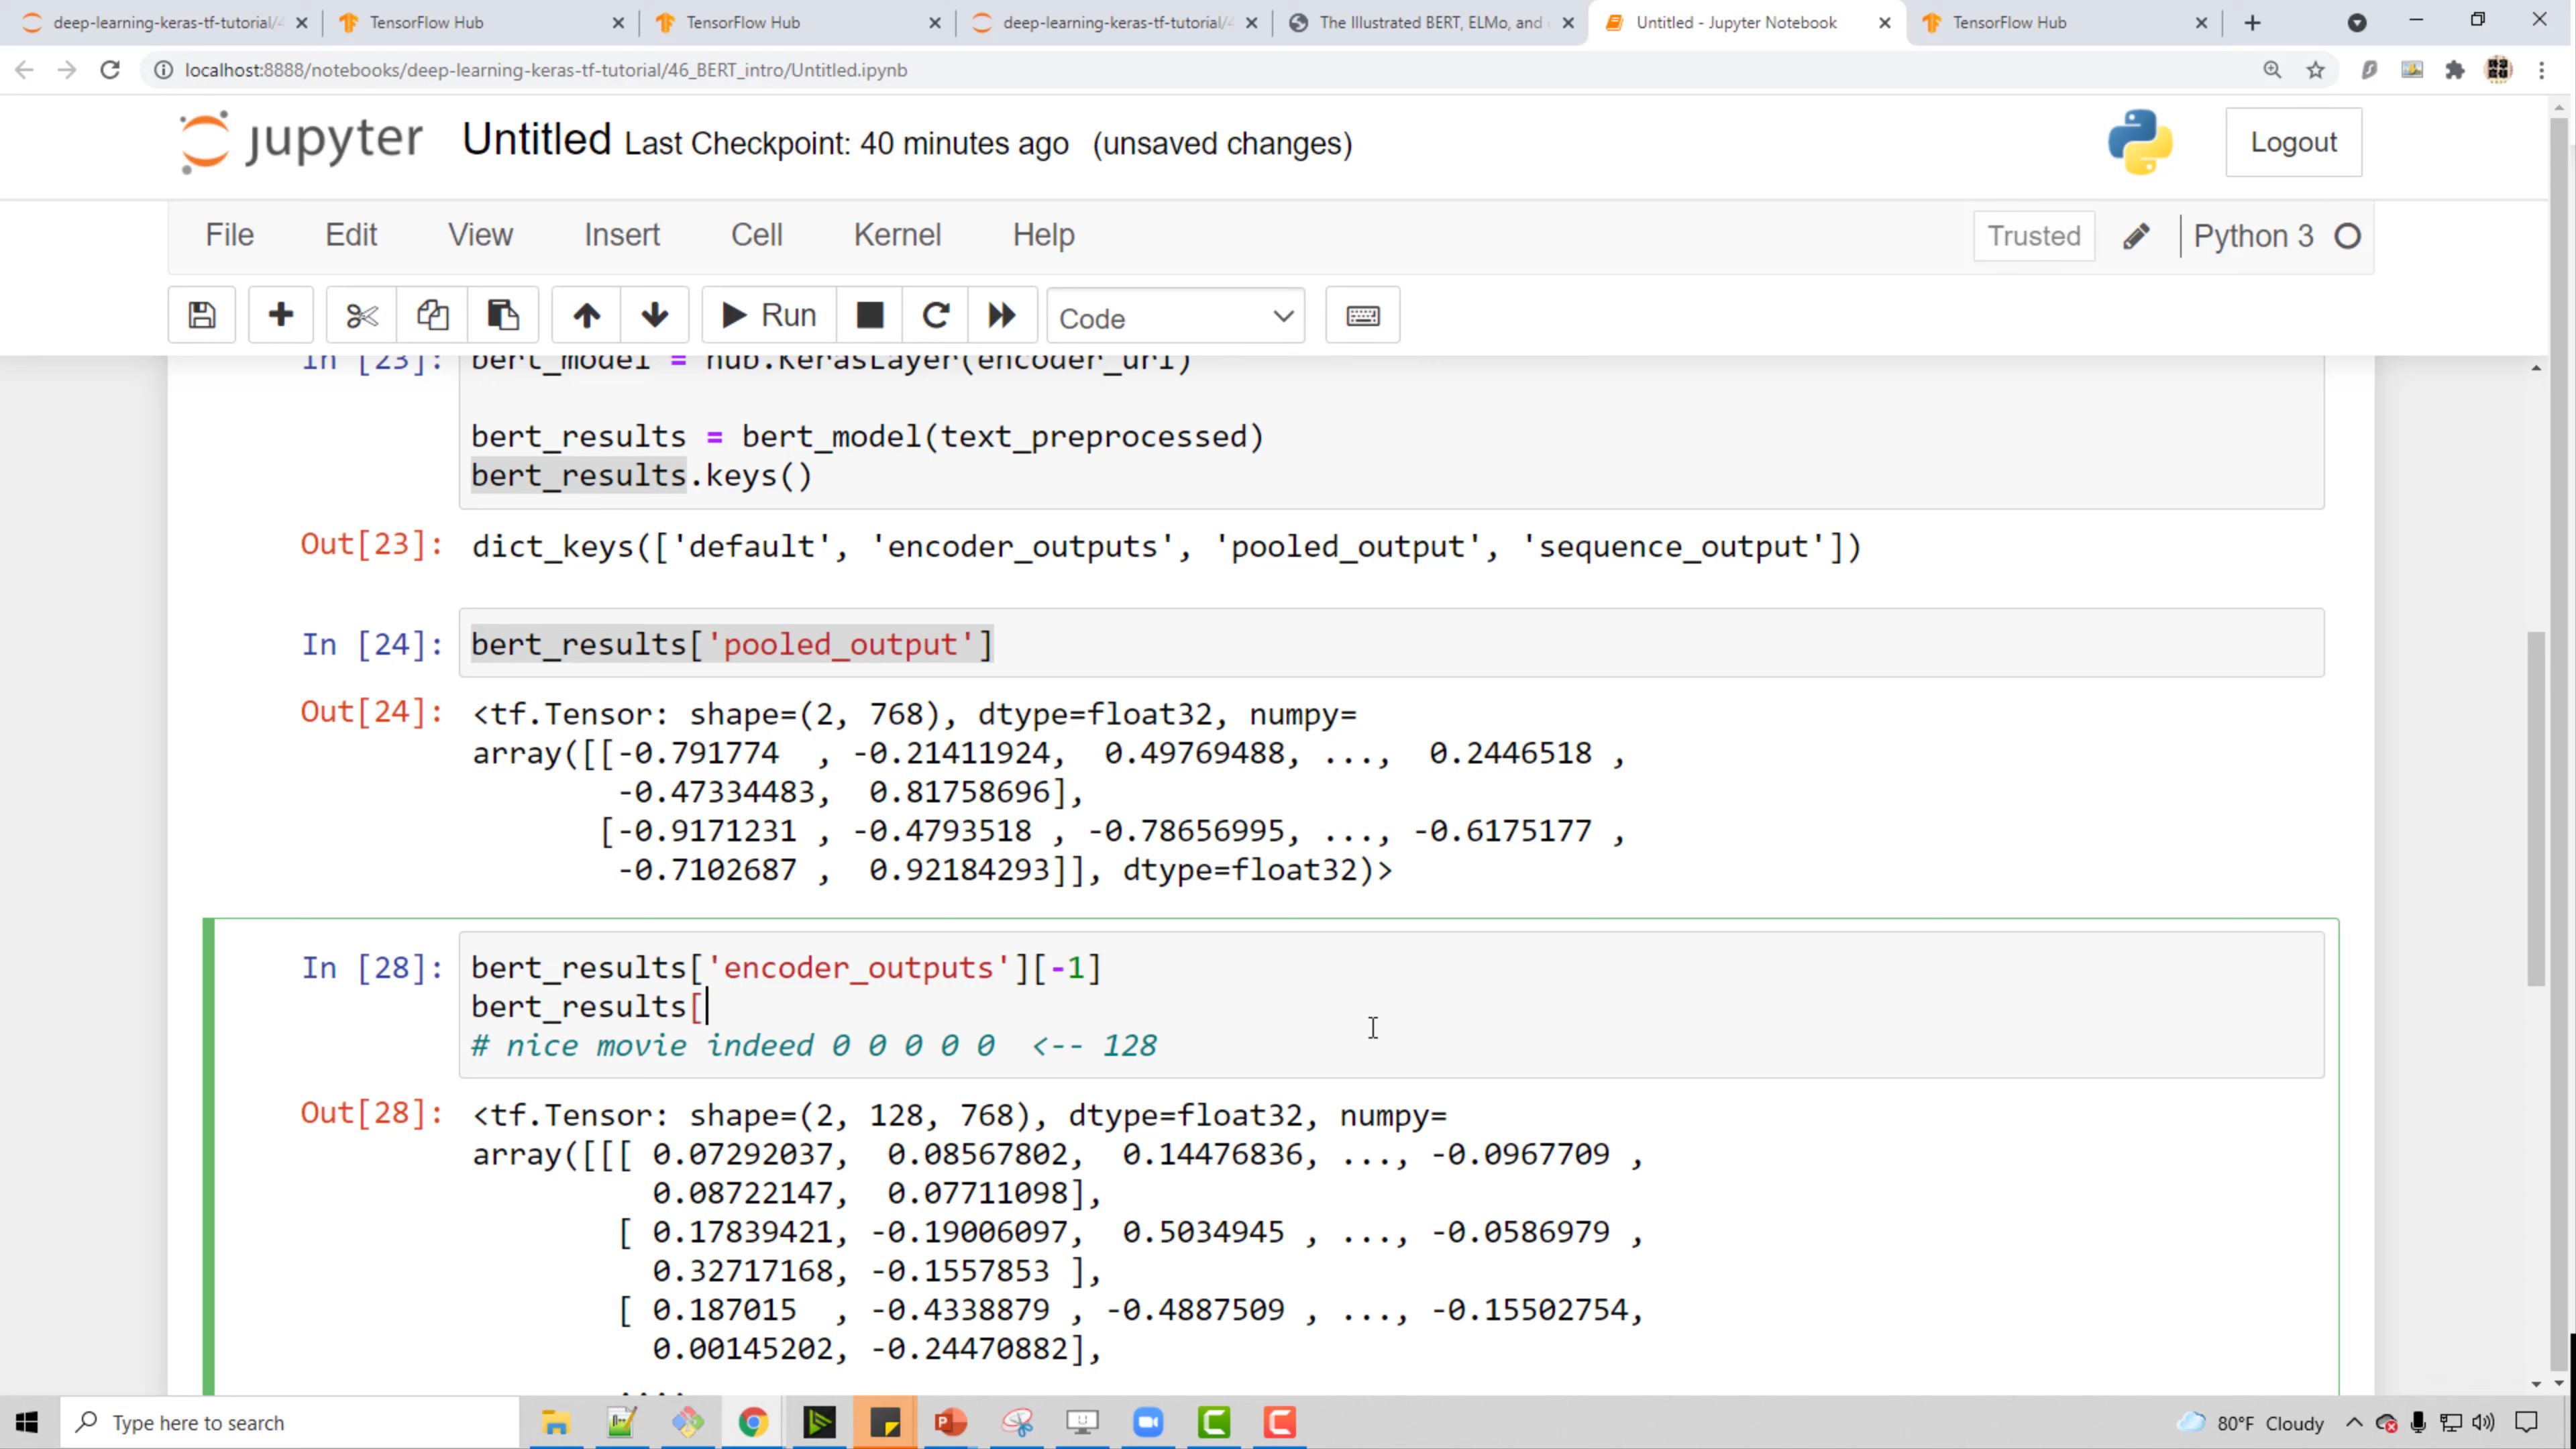 deep-learning-keras-tf-tutorial/4
TensorFlow Hub
TensorFlow Hub
deep-learning-keras-tf-tutorial/4
The Illustrated BERT, ELMo, and
Untitled - Jupyter Notebook
TensorFlow Hub
localhost:8888/notebooks/deep-learning-keras-tf-tutorial/46_BERT_intro/Untitled.ipynb
jupyter Untitled Last Checkpoint: 40 minutes ago (unsaved changes)
Logout
File Edit View Insert Cell Kernel Help
Trusted Python 3
Run Code
In [23]: bert_model = hub.KerasLayer(encoder_url)
bert_results = bert_model(text_preprocessed)
bert_results.keys()
Out[23]: dict_keys(['default', 'encoder_outputs', 'pooled_output', 'sequence_output'])
In [24]: bert_results['pooled_output']
Out[24]: <tf.Tensor: shape=(2, 768), dtype=float32, numpy=
array([[-0.791774 , -0.21411924, 0.49769488, ..., 0.2446518 ,
-0.47334483, 0.81758696],
[-0.9171231 , -0.4793518 , -0.78656995, ..., -0.6175177 ,
-0.7102687 , 0.92184293]], dtype=float32)>
In [28]: bert_results['encoder_outputs'][-1]
bert_results[
# nice movie indeed 0 0 0 0 0 <-- 128
Out[28]: <tf.Tensor: shape=(2, 128, 768), dtype=float32, numpy=
array([[[ 0.07292037, 0.08567802, 0.14476836, ..., -0.0967709 ,
0.08722147, 0.07711098],
[ 0.17839421, -0.19006097, 0.5034945 , ..., -0.0586979 ,
0.32717168, -0.1557853 ],
[ 0.187015 , -0.4338879 , -0.4887509 , ..., -0.15502754,
0.00145202, -0.24470882],
....
Type here to search
80°F Cloudy